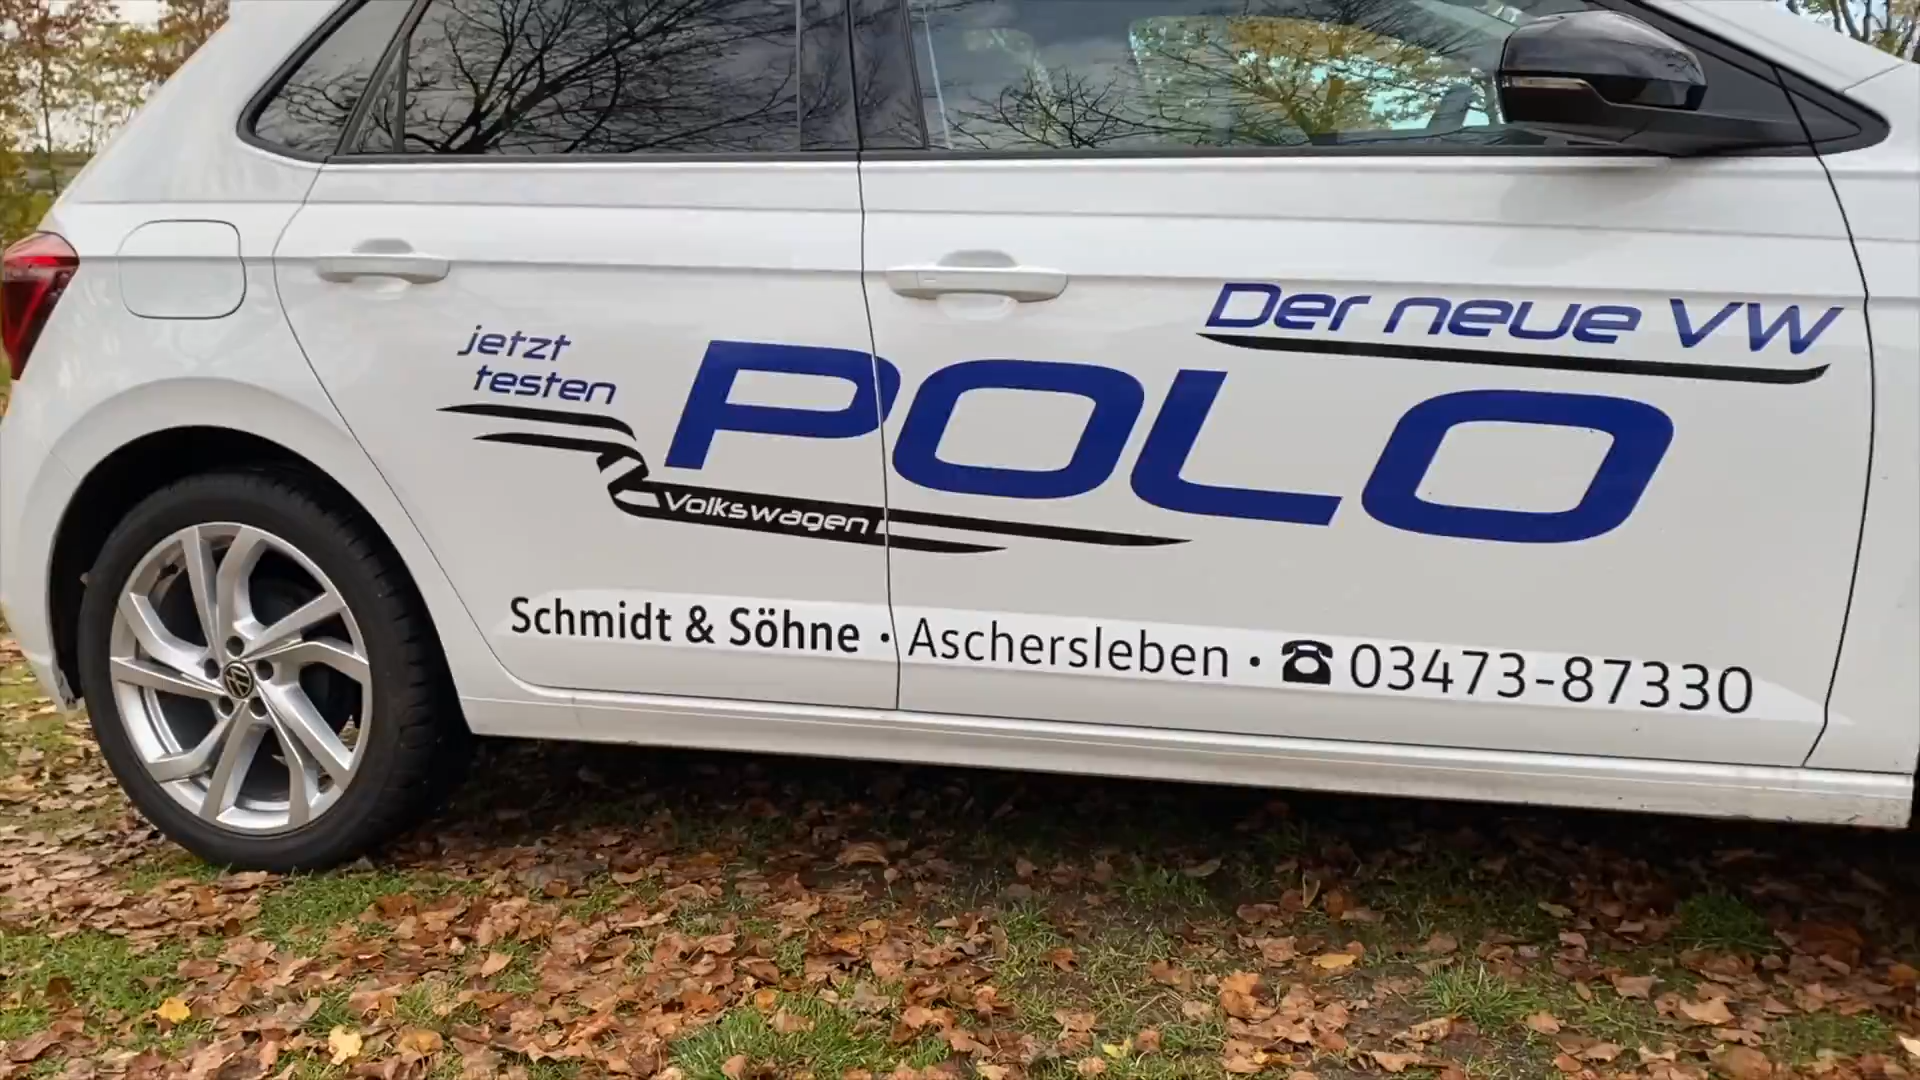 Der neue VW
jetzt
testen
POLO
Volkswagen
Schmidt & Söhne · Aschersleben · ☎ 03473-87330